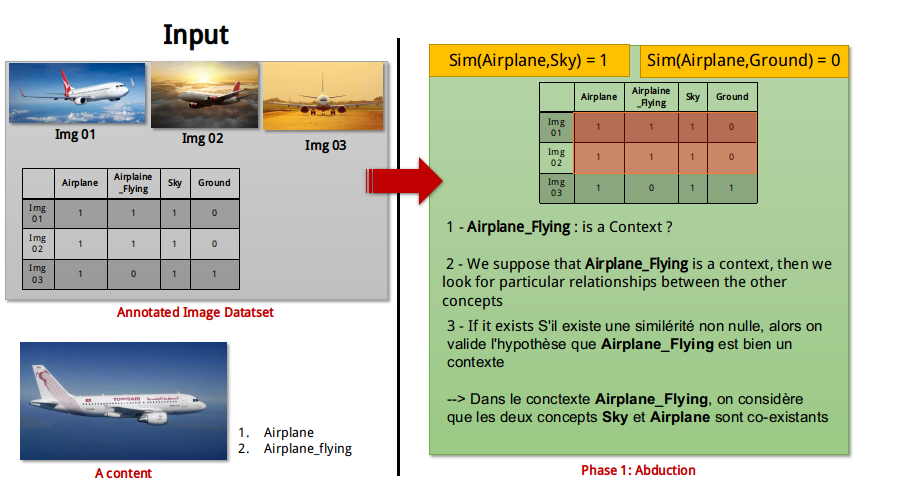 Input
Img 01
Img 02
Img 03
Airplane Airplaine_Flying Sky Ground
Img 01 1 1 1 0
Img 02 1 1 1 0
Img 03 1 0 1 1
Annotated Image Datatset
TUNISAIR
1. Airplane
2. Airplane_flying
A content
Sim(Airplane,Sky) = 1
Sim(Airplane,Ground) = 0
Airplane Airplaine_Flying Sky Ground
Img 01 1 1 1 0
Img 02 1 1 1 0
Img 03 1 0 1 1
1 - Airplane_Flying : is a Context ?
2 - We suppose that Airplane_Flying is a context, then we
look for particular relationships between the other
concepts
3 - If it exists S'il existe une similérité non nulle, alors on
valide l'hypothèse que Airplane_Flying est bien un
contexte
--> Dans le conctexte Airplane_Flying, on considère
que les deux concepts Sky et Airplane sont co-existants
Phase 1: Abduction